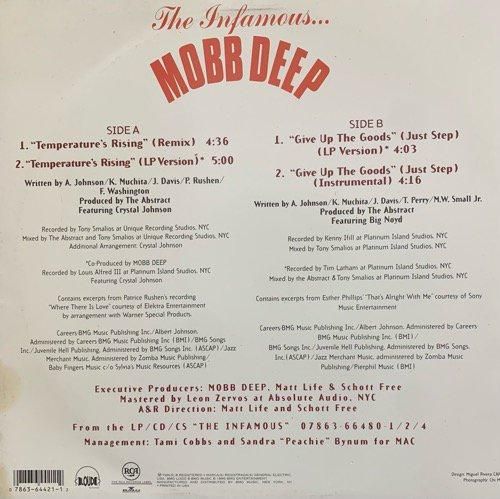 The Infamous...
MOBB DEEP
SIDE A
1. "Temperature's Rising" (Remix) 4:36
2. "Temperature's Rising" (LP Version)* 5:00
Written by A. Johnson/K. Muchita/J. Davis/P. Rushen/
F. Washington
Produced by The Abstract
Featuring Crystal Johnson
Recorded by Tony Smalios at Unique Recording Studios, NYC
Mixed by The Abstract and Tony Smalios at Unique Recording Studios, NYC
Additional Arrangement: Crystal Johnson
*Co-Produced by MOBB DEEP
Recorded by Louis Alfred III at Platinum Island Studios, NYC
Featuring Crystal Johnson
Contains excerpts from Patrice Rushen's recording
"Where There Is Love" courtesy of Elektra Entertainment
by arrangement with Warner Special Products.
Careers-BMG Music Publishing Inc./Albert Johnson.
Administered by Careers BMG Music Publishing Inc (BMI)/BMG Songs
Inc./Juvenile Hell Publishing. Administered by BMG Songs (ASCAP)/Jazz
Merchant Music. Administered by Zomba Music Publishing/
Baby Fingers Music c/o Sylvia's Music Resources (ASCAP)
SIDE B
1. "Give Up The Goods" (Just Step)
(LP Version)* 4:03
2. "Give Up The Goods" (Just Step)
(Instrumental) 4:16
Written by A. Johnson/K. Muchita/J. Davis/T. Perry/M.W. Small Jr.
Produced by The Abstract
Featuring Big Noyd
Recorded by Kenny Ifill at Platinum Island Studios, NYC
Mixed by Tony Smalios at Platinum Island Studios, NYC
*Recorded by Tim Latham at Platinum Island Studios, NYC
Mixed by the Abstract & Tony Smalios at Platinum Island Studios, NYC
Contains excerpts from Esther Phillips' "That's Alright With Me" courtesy of Sony
Music Entertainment
Careers-BMG Music Publishing Inc./Albert Johnson. Administered by Careers
BMG Music Publishing Inc. (BMI)/
BMG Songs Inc./Juvenile Hell Publishing. Administered by BMG Songs Inc.
(ASCAP)/Jazz Merchant Music. Administered by Zomba Music
Publishing/Pierphil Music (BMI)
Executive Producers: MOBB DEEP, Matt Life & Schott Free
Mastered by Leon Zervos at Absolute Audio, NYC
A&R Direction: Matt Life and Schott Free
From the LP/CD/CS "THE INFAMOUS" 07863-66480-1/2/4
Management: Tami Cobbs and Sandra "Peachie" Bynum for MAC
0 7863-64421-1 2
LOUD
RCA
BMG
Design: Miguel Rivera